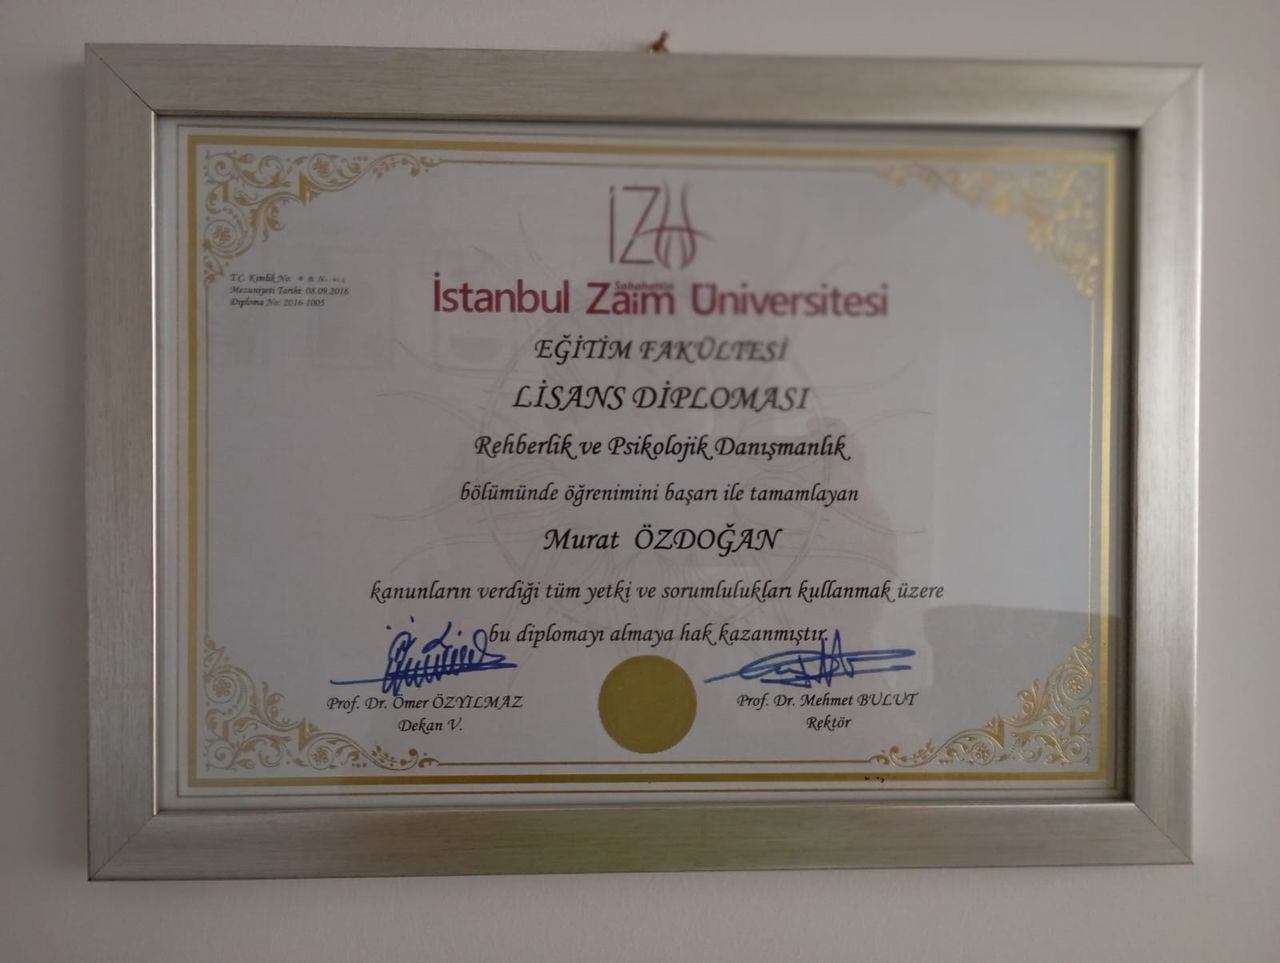 İZÜ
T.C. Kimlik No:
Mezuniyeti Tarihi: 08.09.2016
Diploma No: 2016-1005
İstanbul Sabahattin Zaim Üniversitesi
EĞİTİM FAKÜLTESİ
LİSANS DİPLOMASI
Rehberlik ve Psikolojik Danışmanlık
bölümünde öğrenimini başarı ile tamamlayan
Murat ÖZDOĞAN
kanunların verdiği tüm yetki ve sorumlulukları kullanmak üzere
bu diplomayı almaya hak kazanmıştır.
Prof. Dr. Ömer ÖZYILMAZ
Dekan V.
Prof. Dr. Mehmet BULUT
Rektör